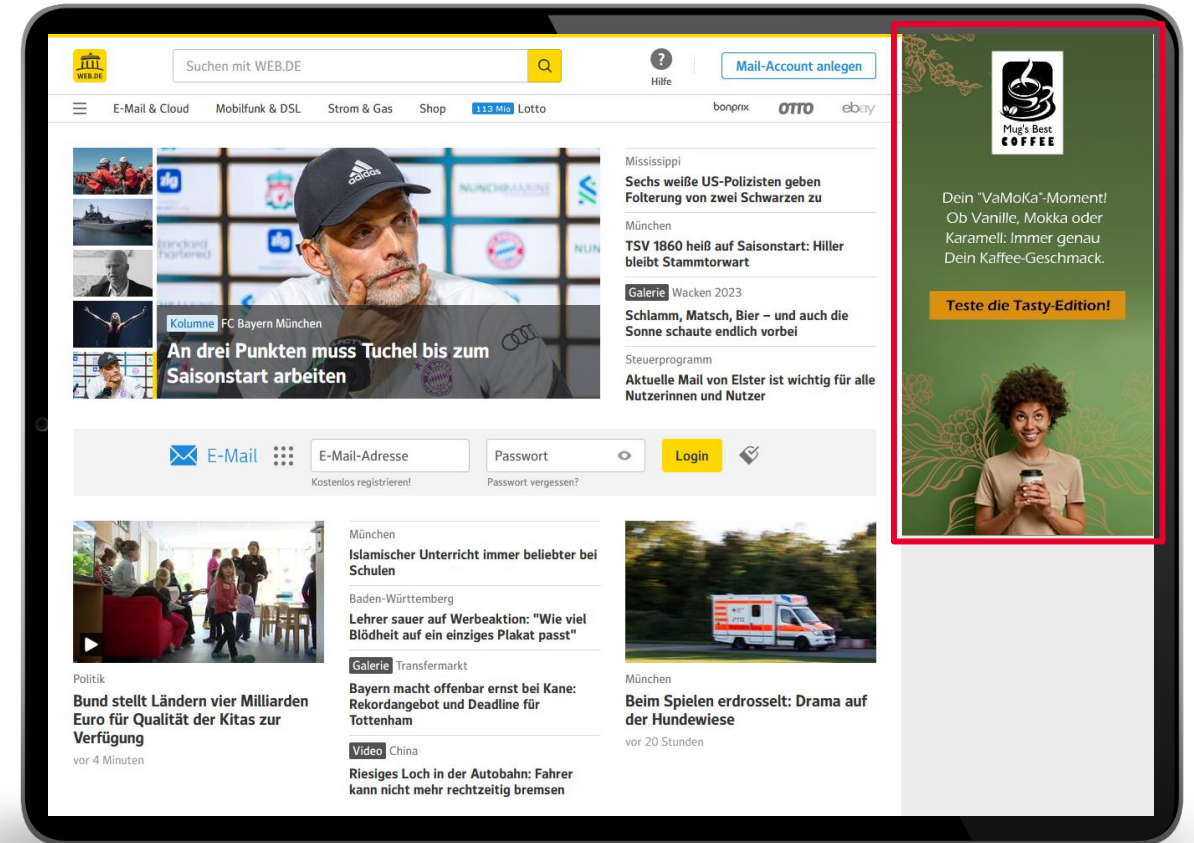 WEB.DE
Suchen mit WEB.DE
?
Hilfe
Mail-Account anlegen
E-Mail & Cloud Mobilfunk & DSL Strom & Gas Shop 113 Mio Lotto bonprix OTTO ebay
zig
adidas
standard
chartered
zig
Kolumne FC Bayern München
An drei Punkten muss Tuchel bis zum
Saisonstart arbeiten
Mississippi
Sechs weiße US-Polizisten geben
Folterung von zwei Schwarzen zu
München
TSV 1860 heiß auf Saisonstart: Hiller
bleibt Stammtorwart
Galerie Wacken 2023
Schlamm, Matsch, Bier – und auch die
Sonne schaute endlich vorbei
Steuerprogramm
Aktuelle Mail von Elster ist wichtig für alle
Nutzerinnen und Nutzer
E-Mail
E-Mail-Adresse
Kostenlos registrieren!
Passwort
Passwort vergessen?
Login
Politik
Bund stellt Ländern vier Milliarden
Euro für Qualität der Kitas zur
Verfügung
vor 4 Minuten
München
Islamischer Unterricht immer beliebter bei
Schulen
Baden-Württemberg
Lehrer sauer auf Werbeaktion: "Wie viel
Blödheit auf ein einziges Plakat passt"
Galerie Transfermarkt
Bayern macht offenbar ernst bei Kane:
Rekordangebot und Deadline für
Tottenham
Video China
Riesiges Loch in der Autobahn: Fahrer
kann nicht mehr rechtzeitig bremsen
München
Beim Spielen erdrosselt: Drama auf
der Hundewiese
vor 20 Stunden
Mug's Best
COFFEE
Dein "VaMoKa"-Moment!
Ob Vanille, Mokka oder
Karamell: Immer genau
Dein Kaffee-Geschmack.
Teste die Tasty-Edition!